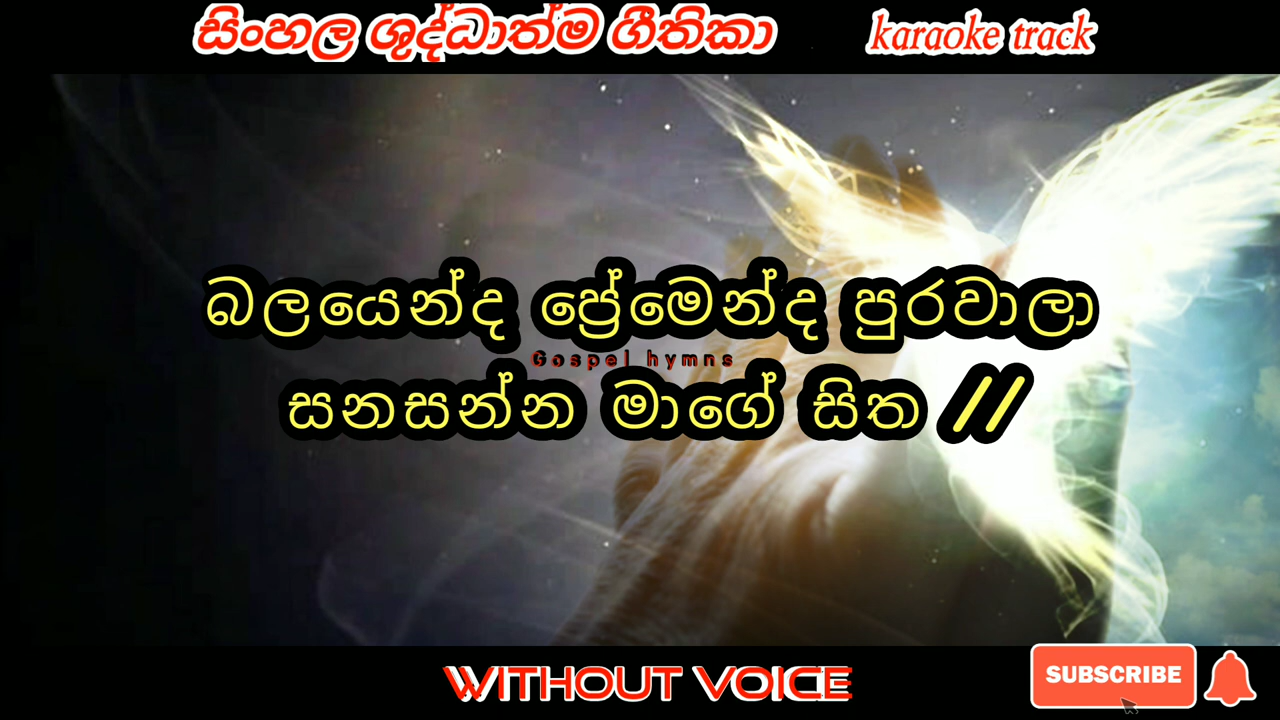 සිංහල ශුද්ධාත්ම ගීතිකා karaoke track
බලයෙන්ද ප්‍රේමෙන්ද පුරවාලා
Gospel hymns
සනසන්න මාගේ සිත //
WITHOUT VOICE
SUBSCRIBE